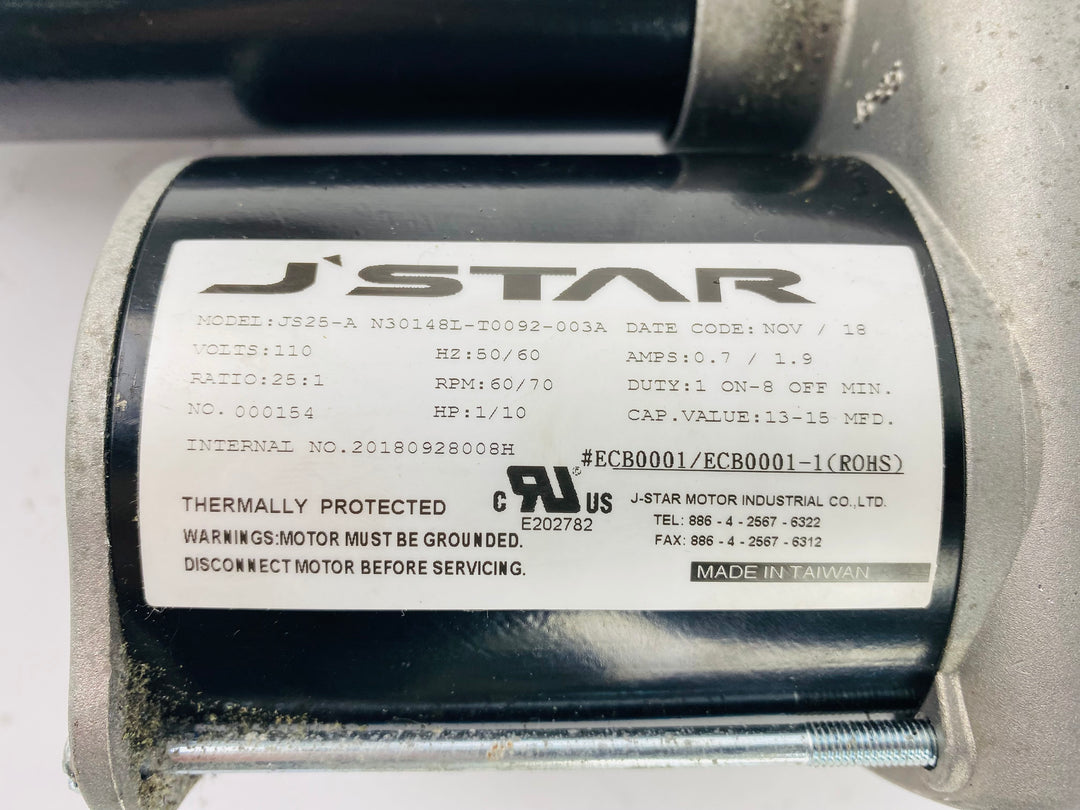 J'STAR
MODEL:JS25-A N30148L-T0092-003A DATE CODE: NOV / 18
VOLTS:110 HZ:50/60 AMPS:0.7 / 1.9
RATIO:25:1 RPM:60/70 DUTY:1 ON-8 OFF MIN.
NO. 000154 HP:1/10 CAP.VALUE:13-15 MFD.
INTERNAL NO.20180928008H #ECB0001/ECB0001-1(ROHS)
THERMALLY PROTECTED C RU ® US J-STAR MOTOR INDUSTRIAL CO.,LTD.
E202782 TEL: 886 - 4 - 2567 - 6322
WARNINGS:MOTOR MUST BE GROUNDED. FAX: 886 - 4 - 2567 - 6312
DISCONNECT MOTOR BEFORE SERVICING. MADE IN TAIWAN